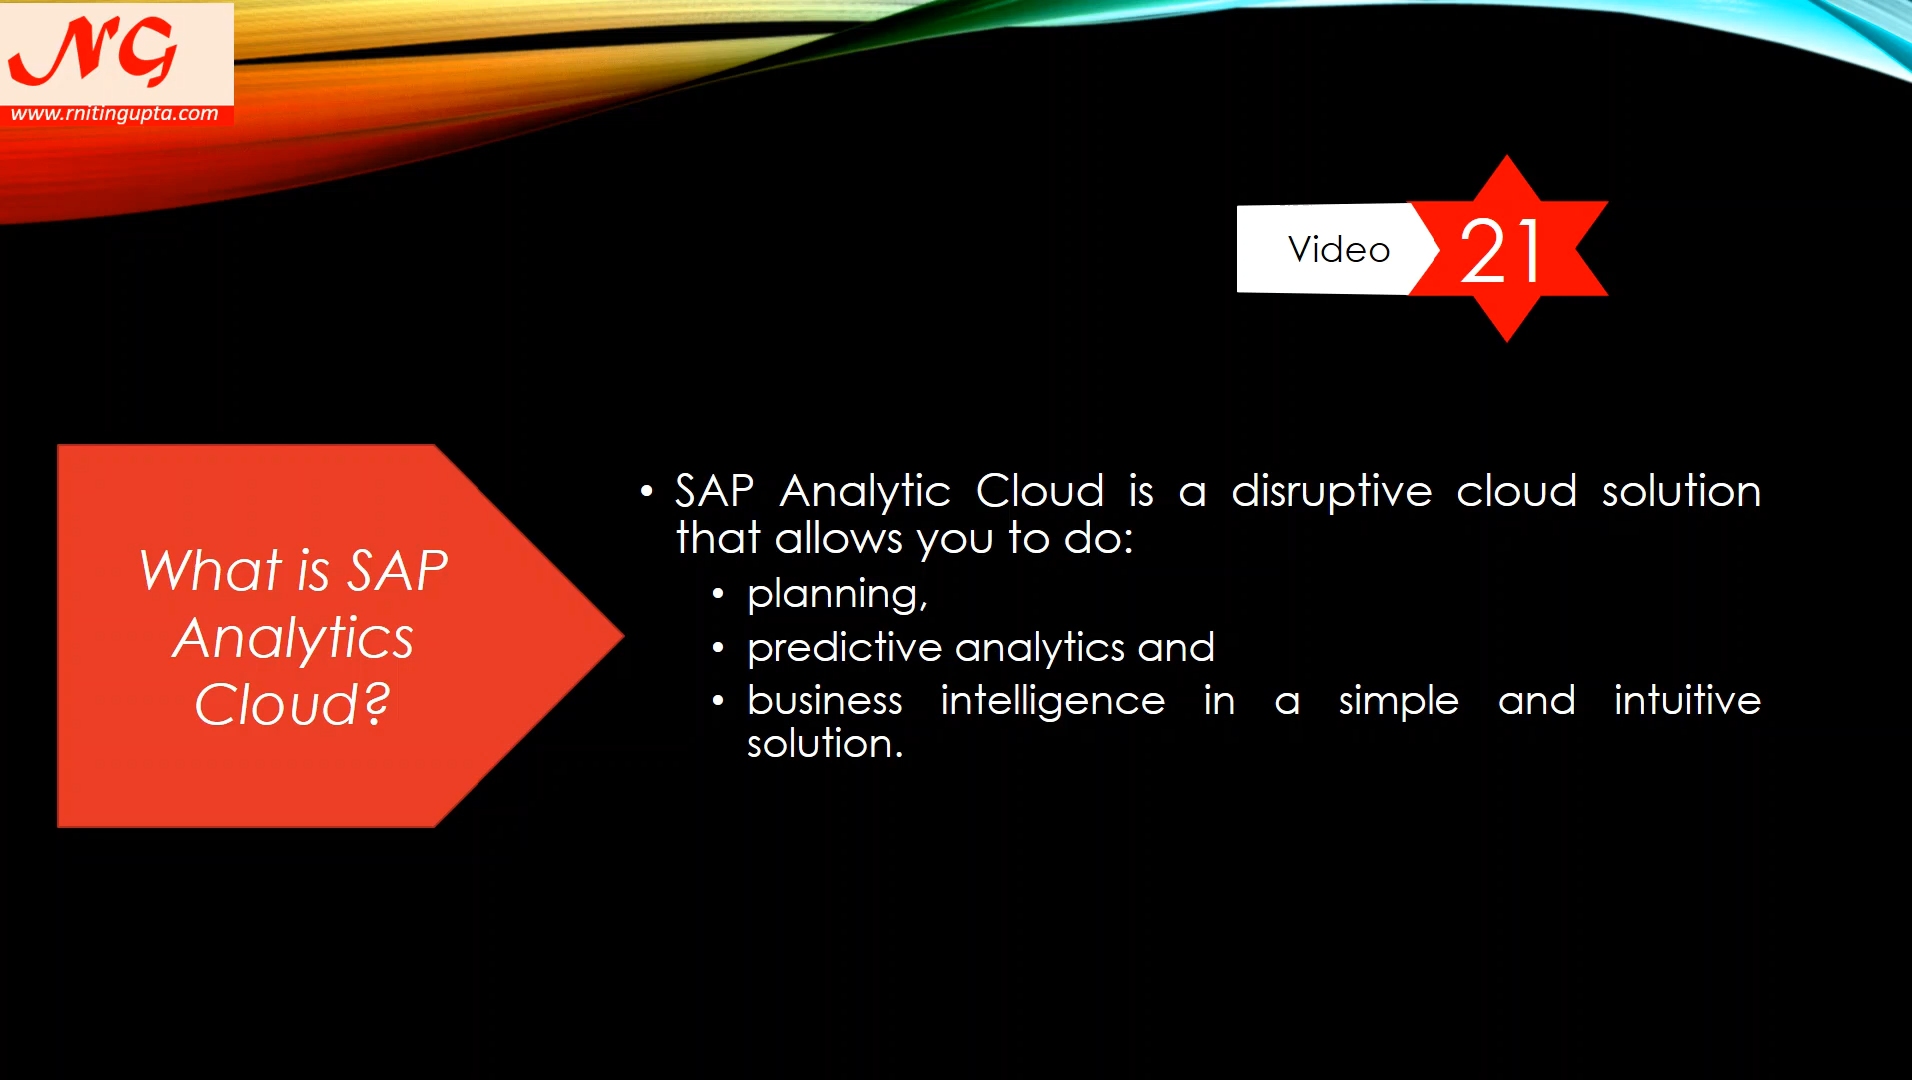 NG
www.rnitingupta.com
Video
21
What is SAP
Analytics
Cloud?
• SAP Analytic Cloud is a disruptive cloud solution
that allows you to do:
• planning,
• predictive analytics and
• business intelligence in a simple and intuitive
solution.